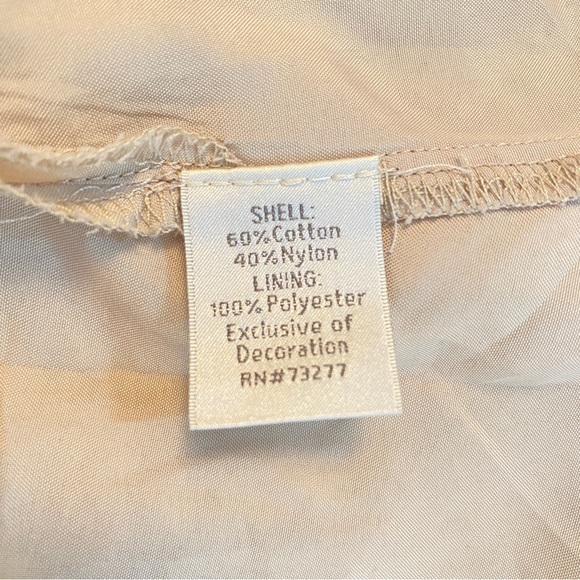 SHELL:
60%Cotton
40%Nylon
LINING:
100%Polyester
Exclusive of
Decoration
RN#73277